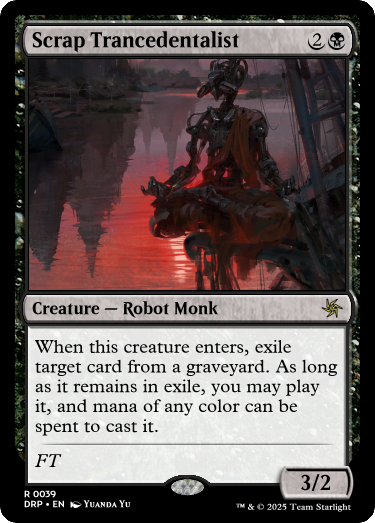 Scrap Trancedentalist 2
Creature — Robot Monk
When this creature enters, exile
target card from a graveyard. As long
as it remains in exile, you may play
it, and mana of any color can be
spent to cast it.
FT
3/2
R 0039
DRP • EN Yuanda Yu
™ & © 2025 Team Starlight